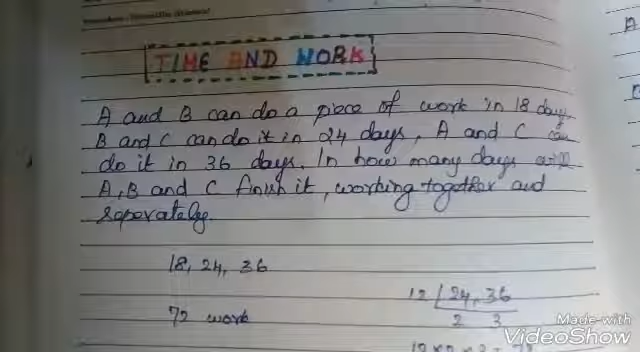 TIME AND WORK
A and B can do a piece of work in 18 days,
B and C can do it in 24 days, A and C can
do it in 36 days. In how many days will
A, B and C finish it, working together and
seperately.
18, 24, 36
12 24, 36
72 work
2 3
Made with
VideoShow